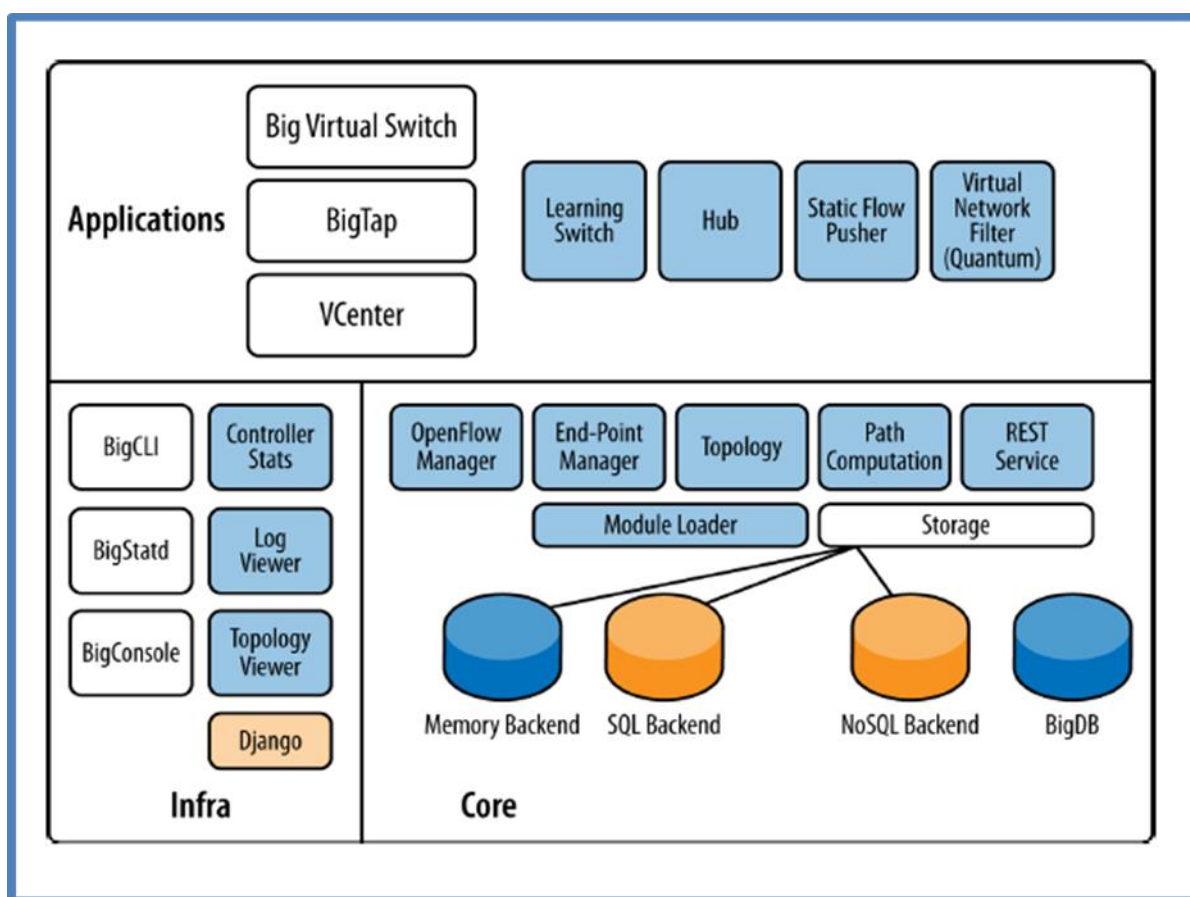 Applications
Big Virtual Switch
BigTap
VCenter
Learning
Switch
Hub
Static Flow
Pusher
Virtual
Network
Filter
(Quantum)
BigCLI
Controller
Stats
BigStatd
Log
Viewer
BigConsole
Topology
Viewer
Django
Infra
OpenFlow
Manager
End-Point
Manager
Topology
Path
Computation
REST
Service
Module Loader
Storage
Memory Backend
SQL Backend
NoSQL Backend
BigDB
Core